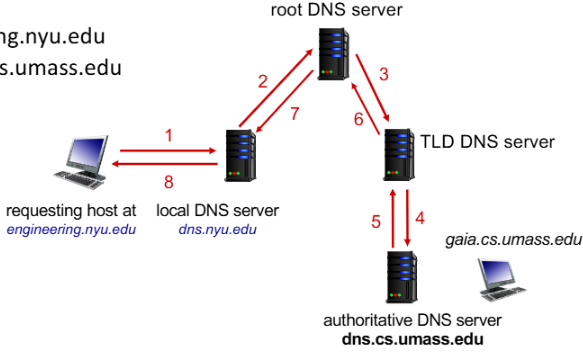 root DNS server
ng.nyu.edu
cs.umass.edu
2
3
7
6
1
TLD DNS server
8
requesting host at
engineering.nyu.edu
local DNS server
dns.nyu.edu
5
4
gaia.cs.umass.edu
authoritative DNS server
dns.cs.umass.edu